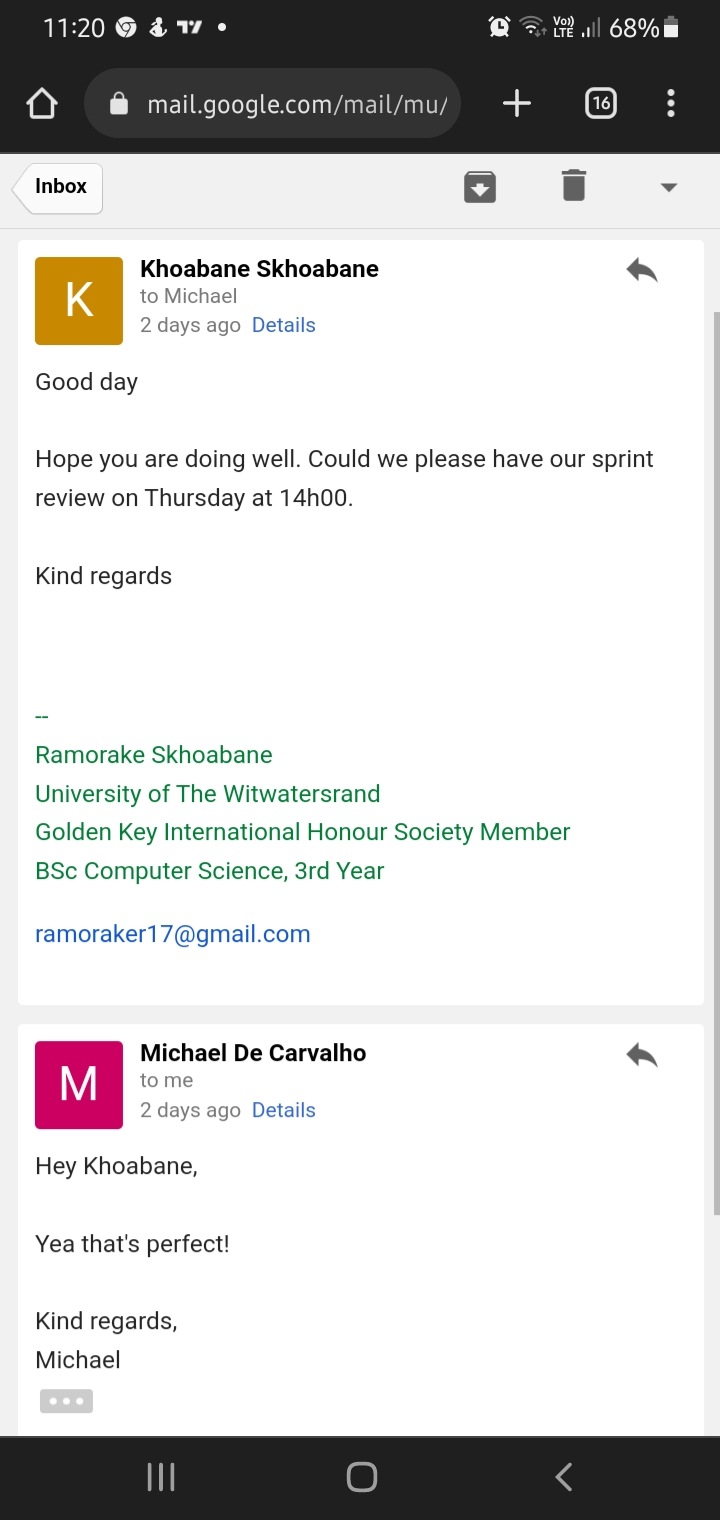 11:20
Vo))
LTE
68%
mail.google.com/mail/mu/
16
Inbox
K
Khoabane Skhoabane
to Michael
2 days ago Details
Good day
Hope you are doing well. Could we please have our sprint
review on Thursday at 14h00.
Kind regards
--
Ramorake Skhoabane
University of The Witwatersrand
Golden Key International Honour Society Member
BSc Computer Science, 3rd Year
ramoraker17@gmail.com
M
Michael De Carvalho
to me
2 days ago Details
Hey Khoabane,
Yea that's perfect!
Kind regards,
Michael